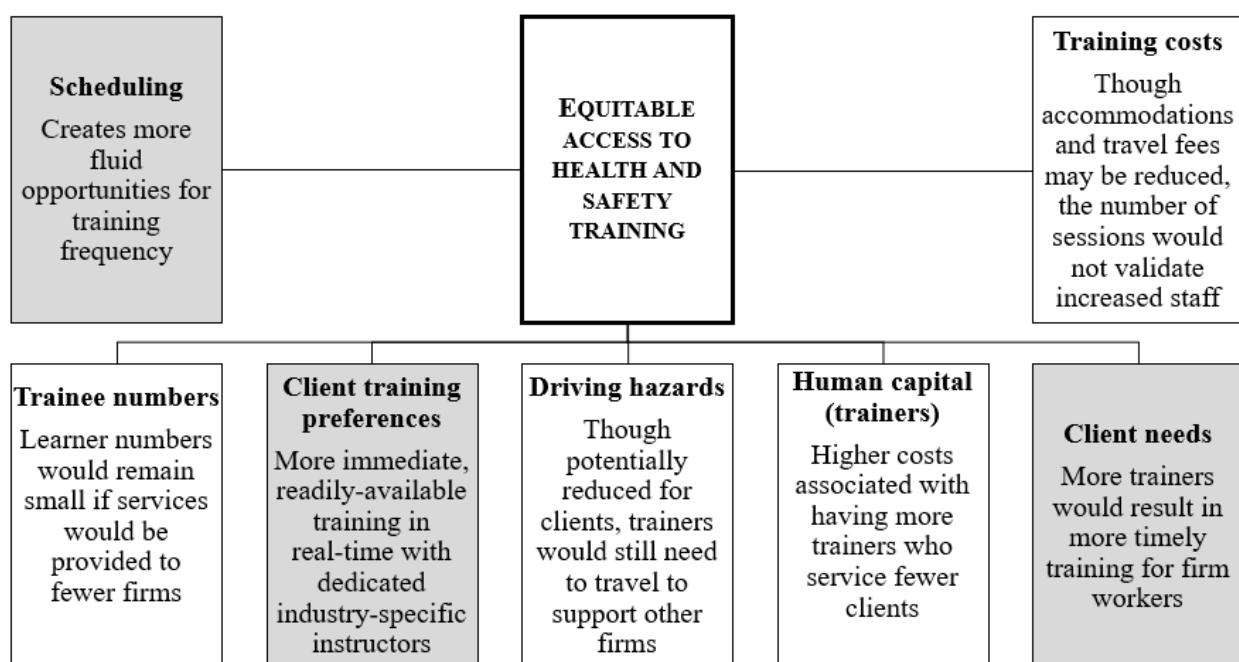 Scheduling
Creates more
fluid
opportunities for
training
frequency
EQUITABLE
ACCESS TO
HEALTH AND
SAFETY
TRAINING
Training costs
Though
accommodations
and travel fees
may be reduced,
the number of
sessions would
not validate
increased staff
Trainee numbers
Learner numbers
would remain
small if services
would be
provided to
fewer firms
Client training
preferences
More immediate,
readily-available
training in
real-time with
dedicated
industry-specific
instructors
Driving hazards
Though
potentially
reduced for
clients, trainers
would still need
to travel to
support other
firms
Human capital
(trainers)
Higher costs
associated with
having more
trainers who
service fewer
clients
Client needs
More trainers
would result in
more timely
training for firm
workers